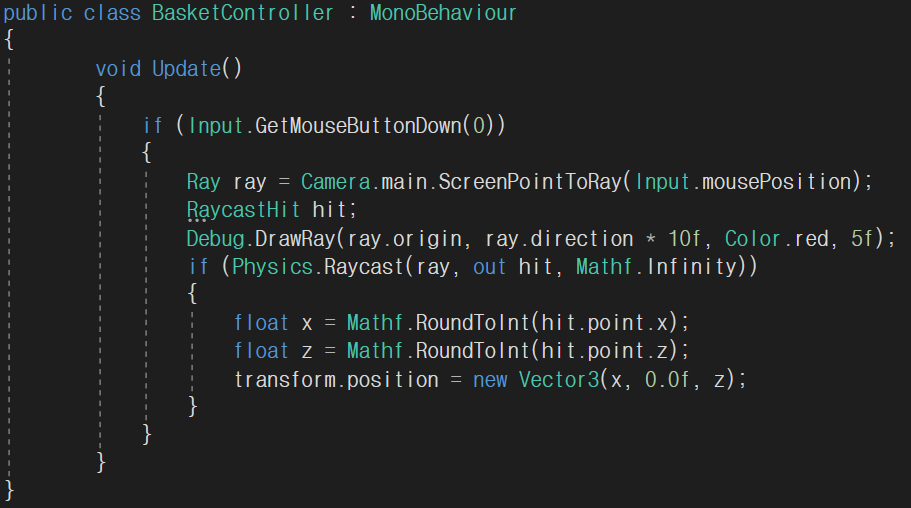 public class BasketController : MonoBehaviour
{
void Update()
{
if (Input.GetMouseButtonDown(0))
{
Ray ray = Camera.main.ScreenPointToRay(Input.mousePosition);
RaycastHit hit;
Debug.DrawRay(ray.origin, ray.direction * 10f, Color.red, 5f);
if (Physics.Raycast(ray, out hit, Mathf.Infinity))
{
float x = Mathf.RoundToInt(hit.point.x);
float z = Mathf.RoundToInt(hit.point.z);
transform.position = new Vector3(x, 0.0f, z);
}
}
}
}